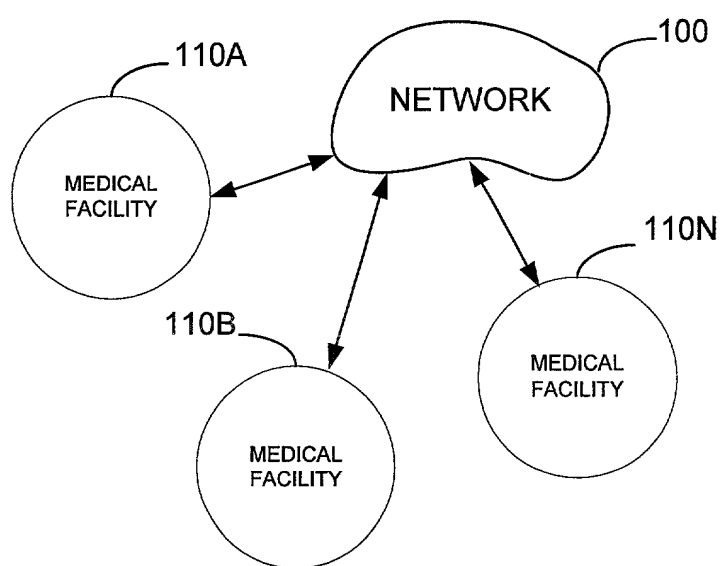 100
110A
NETWORK
MEDICAL
FACILITY
110N
110B
MEDICAL
FACILITY
MEDICAL
FACILITY